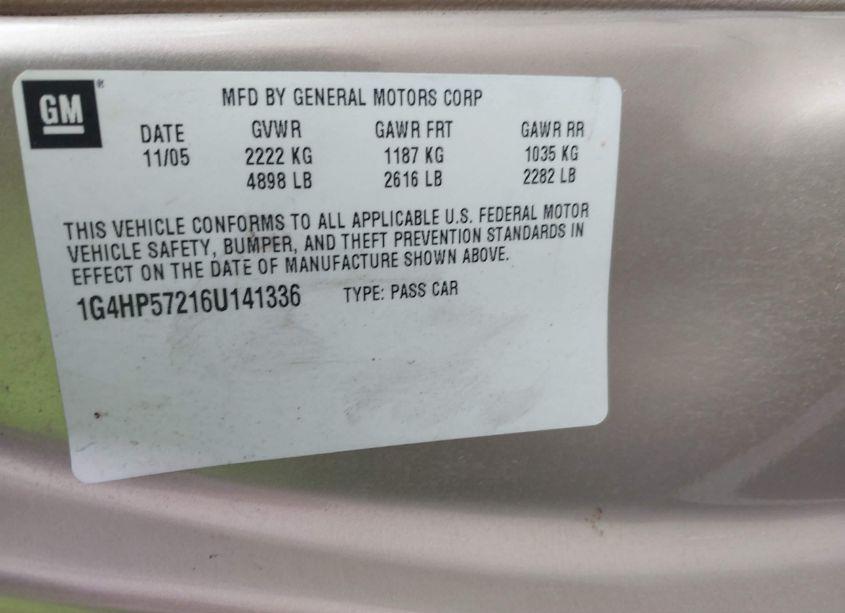 GM ®
MFD BY GENERAL MOTORS CORP
DATE GVWR GAWR FRT GAWR RR
11/05 2222 KG 1187 KG 1035 KG
4898 LB 2616 LB 2282 LB
THIS VEHICLE CONFORMS TO ALL APPLICABLE U.S. FEDERAL MOTOR
VEHICLE SAFETY, BUMPER, AND THEFT PREVENTION STANDARDS IN
EFFECT ON THE DATE OF MANUFACTURE SHOWN ABOVE.
1G4HP57216U141336 TYPE: PASS CAR